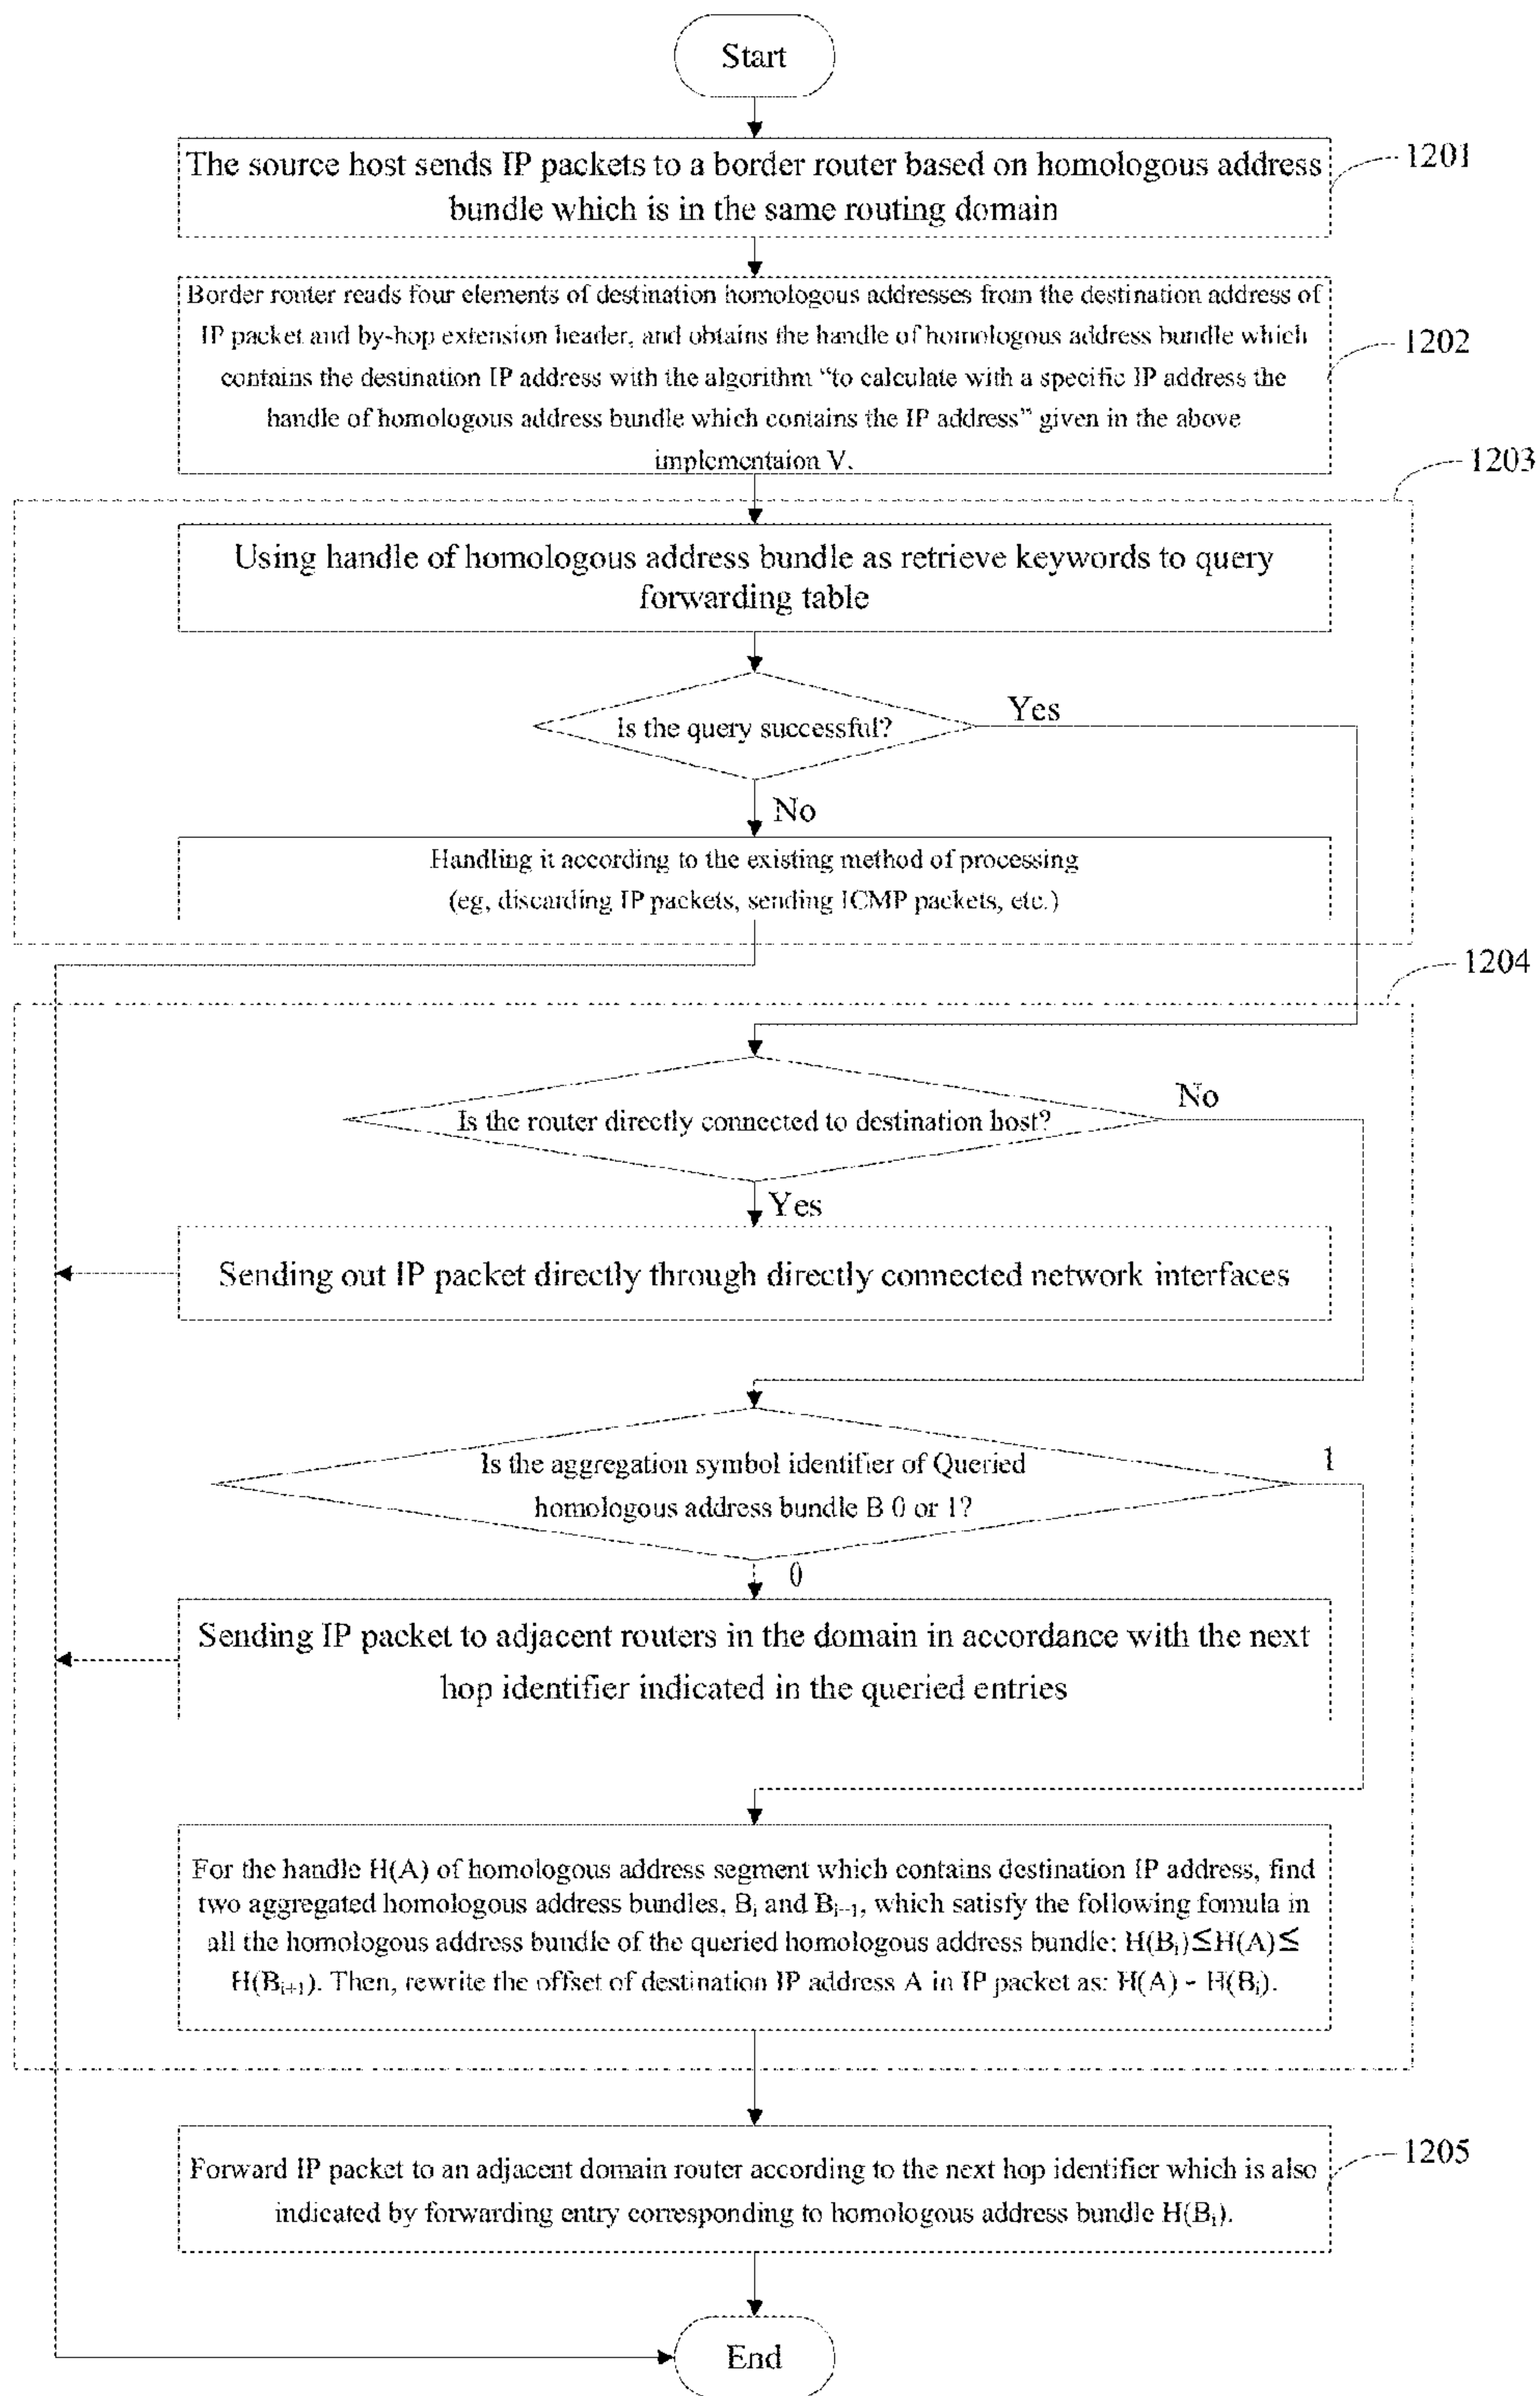 Start
The source host sends IP packets to a border router based on homologous address
bundle which is in the same routing domain
1201
Border router reads four elements of destination homologous addresses from the destination address of
IP packet and by-hop extension header, and obtains the handle of homologous address bundle which
contains the destination IP address with the algorithm “to calculate with a specific IP address the
handle of homologous address bundle which contains the IP address” given in the above
implementaion V.
1202
1203
Using handle of homologous address bundle as retrieve keywords to query
forwarding table
Is the query successful?
Yes
No
Handling it according to the existing method of processing
(eg, discarding IP packets, sending ICMP packets, etc.)
1204
Is the router directly connected to destination host?
No
Yes
Sending out IP packet directly through directly connected network interfaces
Is the aggregation symbol identifier of Queried
homologous address bundle B 0 or 1?
1
0
Sending IP packet to adjacent routers in the domain in accordance with the next
hop identifier indicated in the queried entries
For the handle H(A) of homologous address segment which contains destination IP address, find
two aggregated homologous address bundles, Bi and Bi-1, which satisfy the following fomula in
all the homologous address bundle of the queried homologous address bundle: H(Bi)≤H(A)≤
H(Bi+1). Then, rewrite the offset of destination IP address A in IP packet as: H(A) - H(Bi).
Forward IP packet to an adjacent domain router according to the next hop identifier which is also
indicated by forwarding entry corresponding to homologous address bundle H(Bi).
1205
End